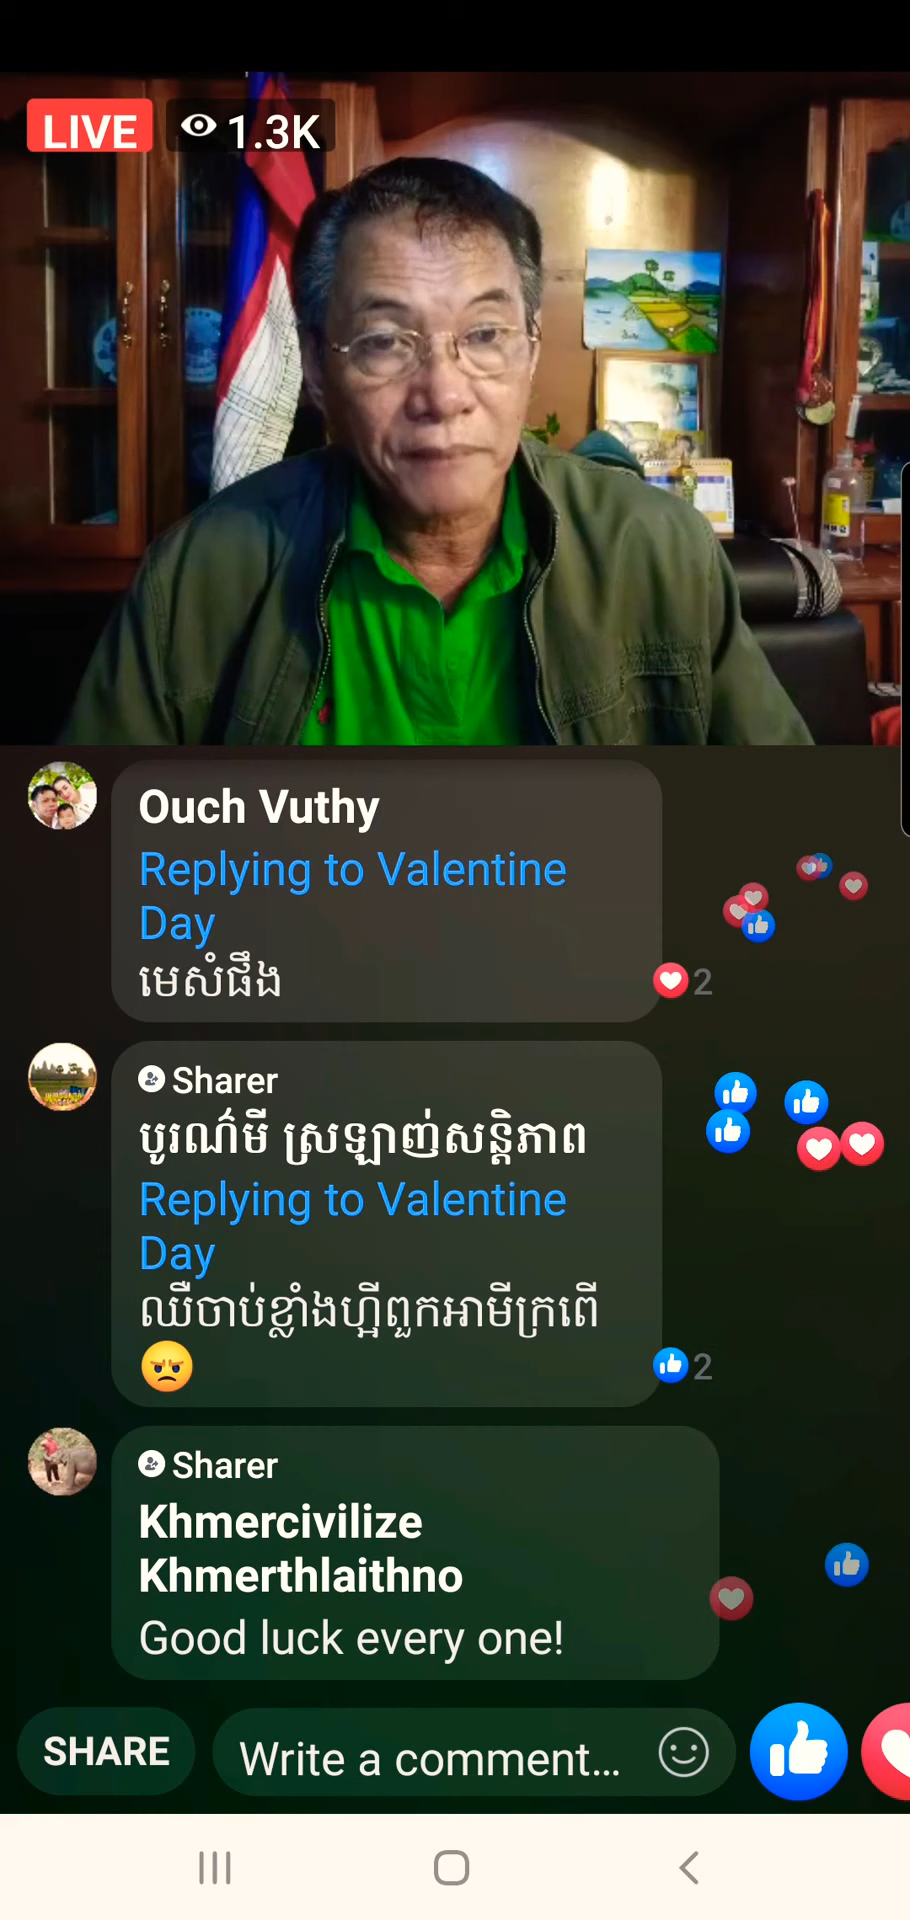 LIVE 1.3K
Ouch Vuthy
Replying to Valentine
Day
មេសំផឹង
2
Sharer
បូរណ៌មី ស្រឡាញ់សន្តិភាព
Replying to Valentine
Day
ឈឺចាប់ខ្លាំងហ្អីពួកអាមីក្រពើ
😠
2
Sharer
Khmercivilize
Khmerthlaithno
Good luck every one!
SHARE Write a comment...